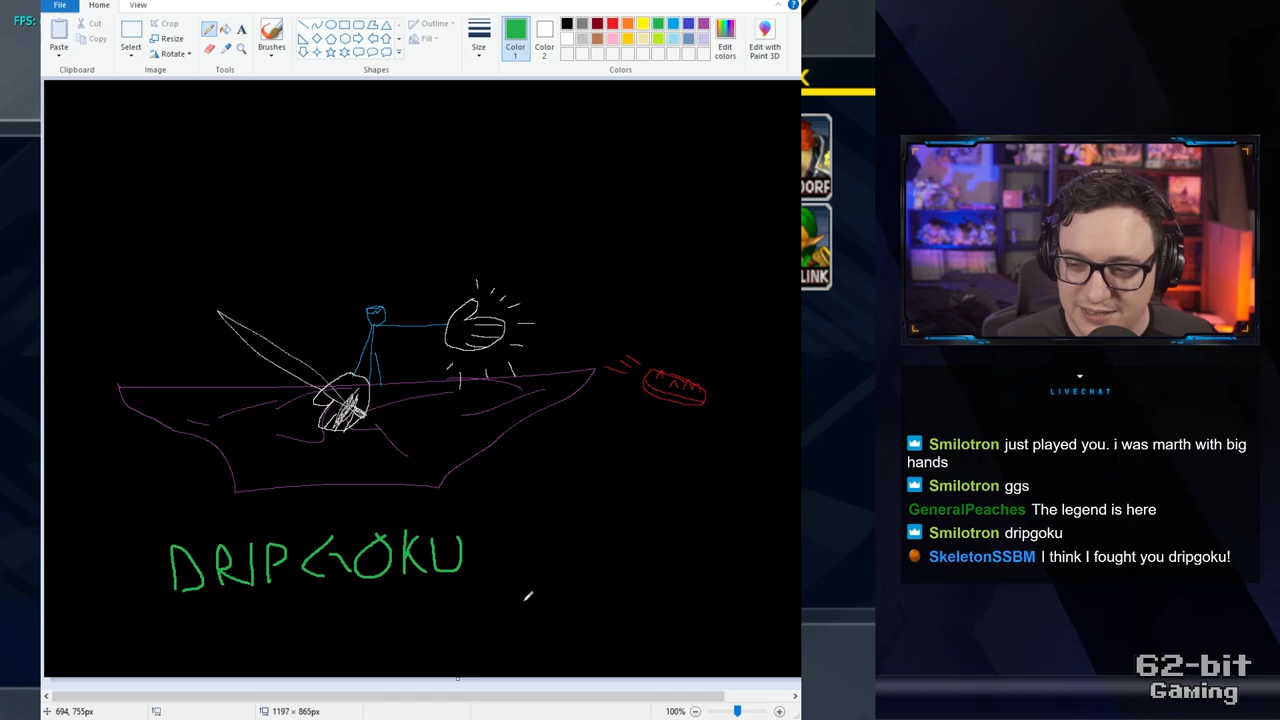 FPS:
File Home View
Paste
Cut
Copy
Clipboard
Select
Crop
Resize
Rotate
Image
Tools
Brushes
Shapes
Outline
Fill
Size
Color 1
Color 2
Colors
Edit colors
Edit with Paint 3D
K
DORF
LINK
DRIPGOKU
694, 755px
1197 × 865px
100%
LIVECHAT
Smilotron just played you. i was marth with big
hands
Smilotron ggs
GeneralPeaches The legend is here
Smilotron dripgoku
SkeletonSSBM I think I fought you dripgoku!
62-bit
Gaming